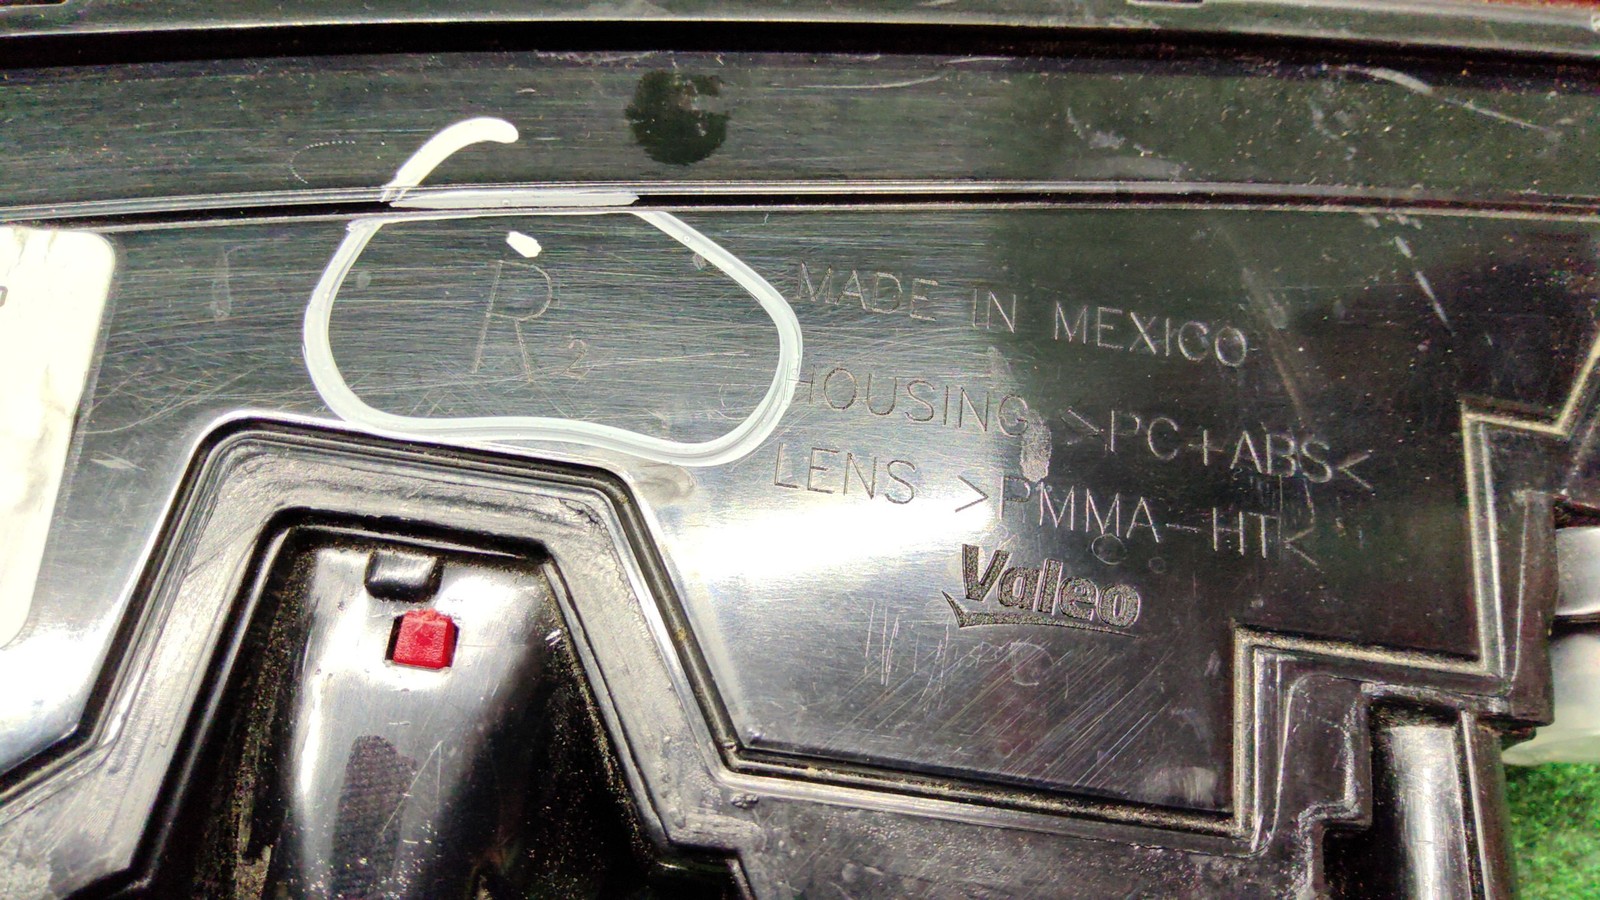 R2
MADE IN MEXICO
HOUSING >PC+ABS<
LENS >PMMA-HT<
Valeo